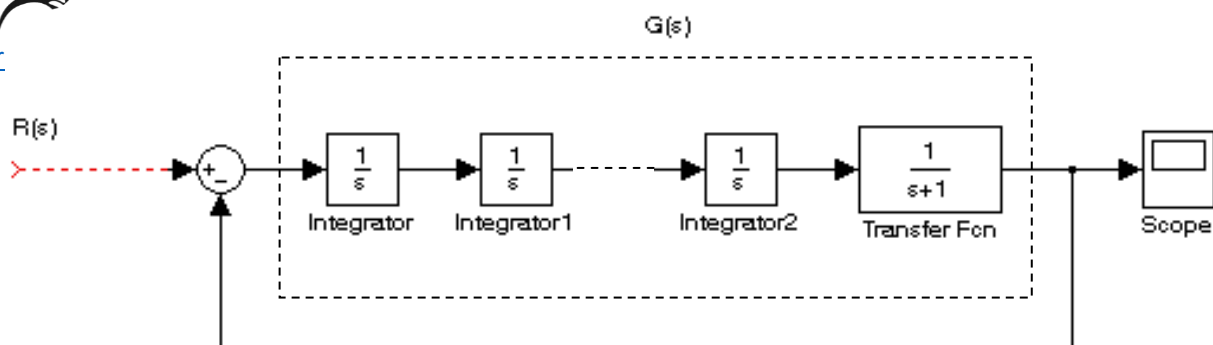 G(s)
R(s)
+
−
1
s
1
s
1
s
1
s+1
Integrator
Integrator1
Integrator2
Transfer Fcn
Scope